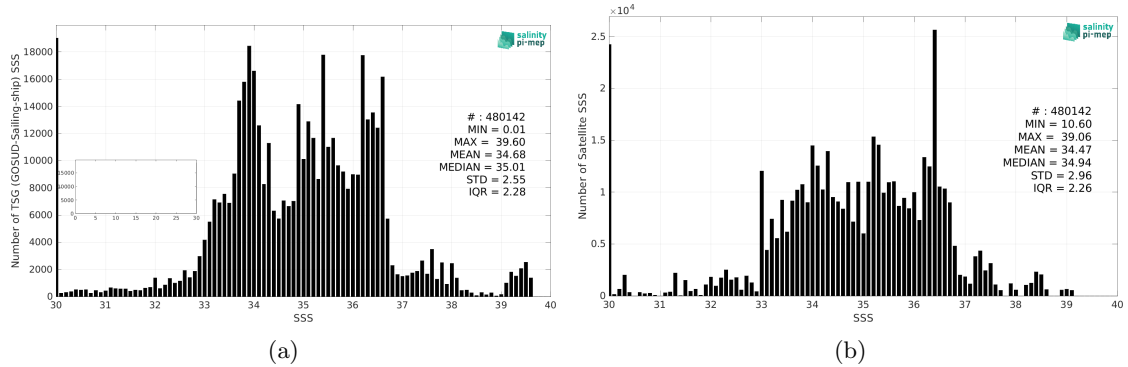 salinity
pi-mep
Number of TSG (GOSUD-Sailing-ship) SSS
18000
16000
14000
12000
10000
8000
6000
4000
2000
0
15000
10000
5000
0
0 5 10 15 20 25 30
# : 480142
MIN = 0.01
MAX = 39.60
MEAN = 34.68
MEDIAN = 35.01
STD = 2.55
IQR = 2.28
30 31 32 33 34 35 36 37 38 39 40
SSS
(a)
×10⁴
salinity
pi-mep
Number of Satellite SSS
2.5
2
1.5
1
0.5
0
# : 480142
MIN = 10.60
MAX = 39.06
MEAN = 34.47
MEDIAN = 34.94
STD = 2.96
IQR = 2.26
30 31 32 33 34 35 36 37 38 39 40
SSS
(b)